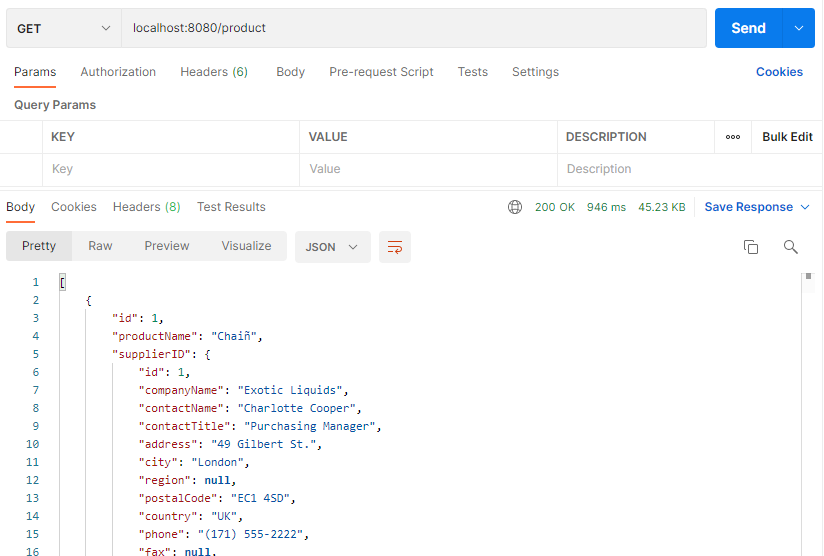 GET localhost:8080/product Send
Params Authorization Headers (6) Body Pre-request Script Tests Settings Cookies
Query Params
KEY VALUE DESCRIPTION ooo Bulk Edit
Key Value Description
Body Cookies Headers (8) Test Results 200 OK 946 ms 45.23 KB Save Response
Pretty Raw Preview Visualize JSON
1 [
2 {
3 "id": 1,
4 "productName": "Chaiñ",
5 "supplierID": {
6 "id": 1,
7 "companyName": "Exotic Liquids",
8 "contactName": "Charlotte Cooper",
9 "contactTitle": "Purchasing Manager",
10 "address": "49 Gilbert St.",
11 "city": "London",
12 "region": null,
13 "postalCode": "EC1 4SD",
14 "country": "UK",
15 "phone": "(171) 555-2222",
16 "fax": null,